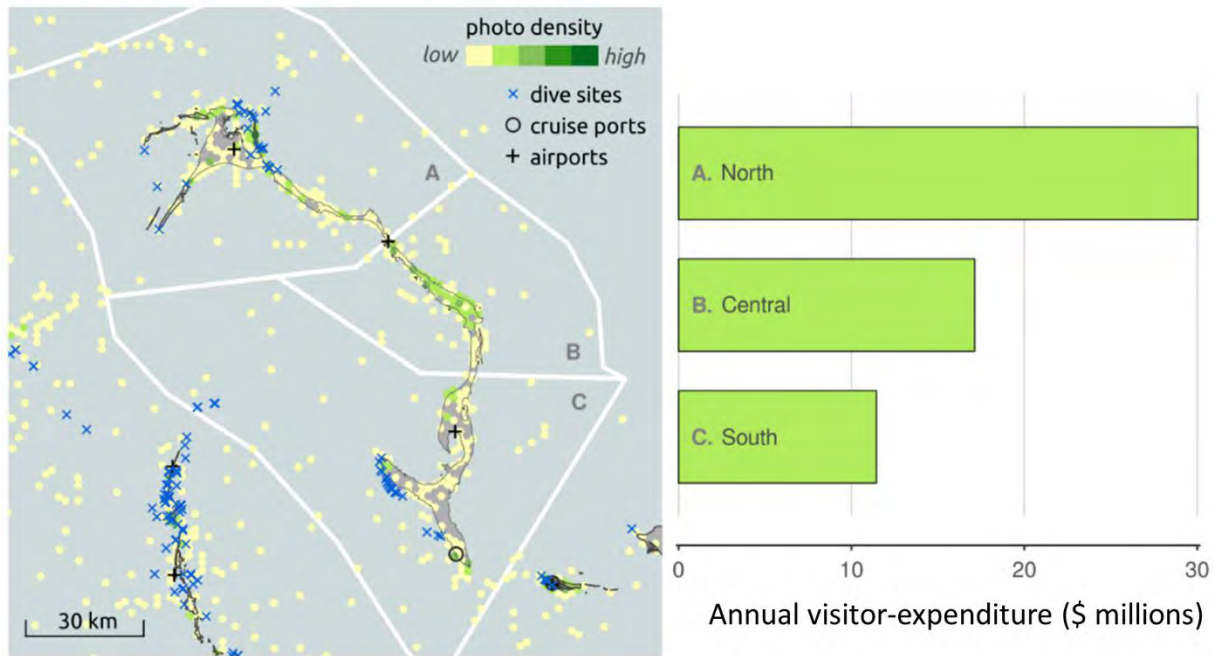 photo density
low high
dive sites
cruise ports
airports
A
B
C
30 km
A. North
B. Central
C. South
0 10 20 30
Annual visitor-expenditure ($ millions)